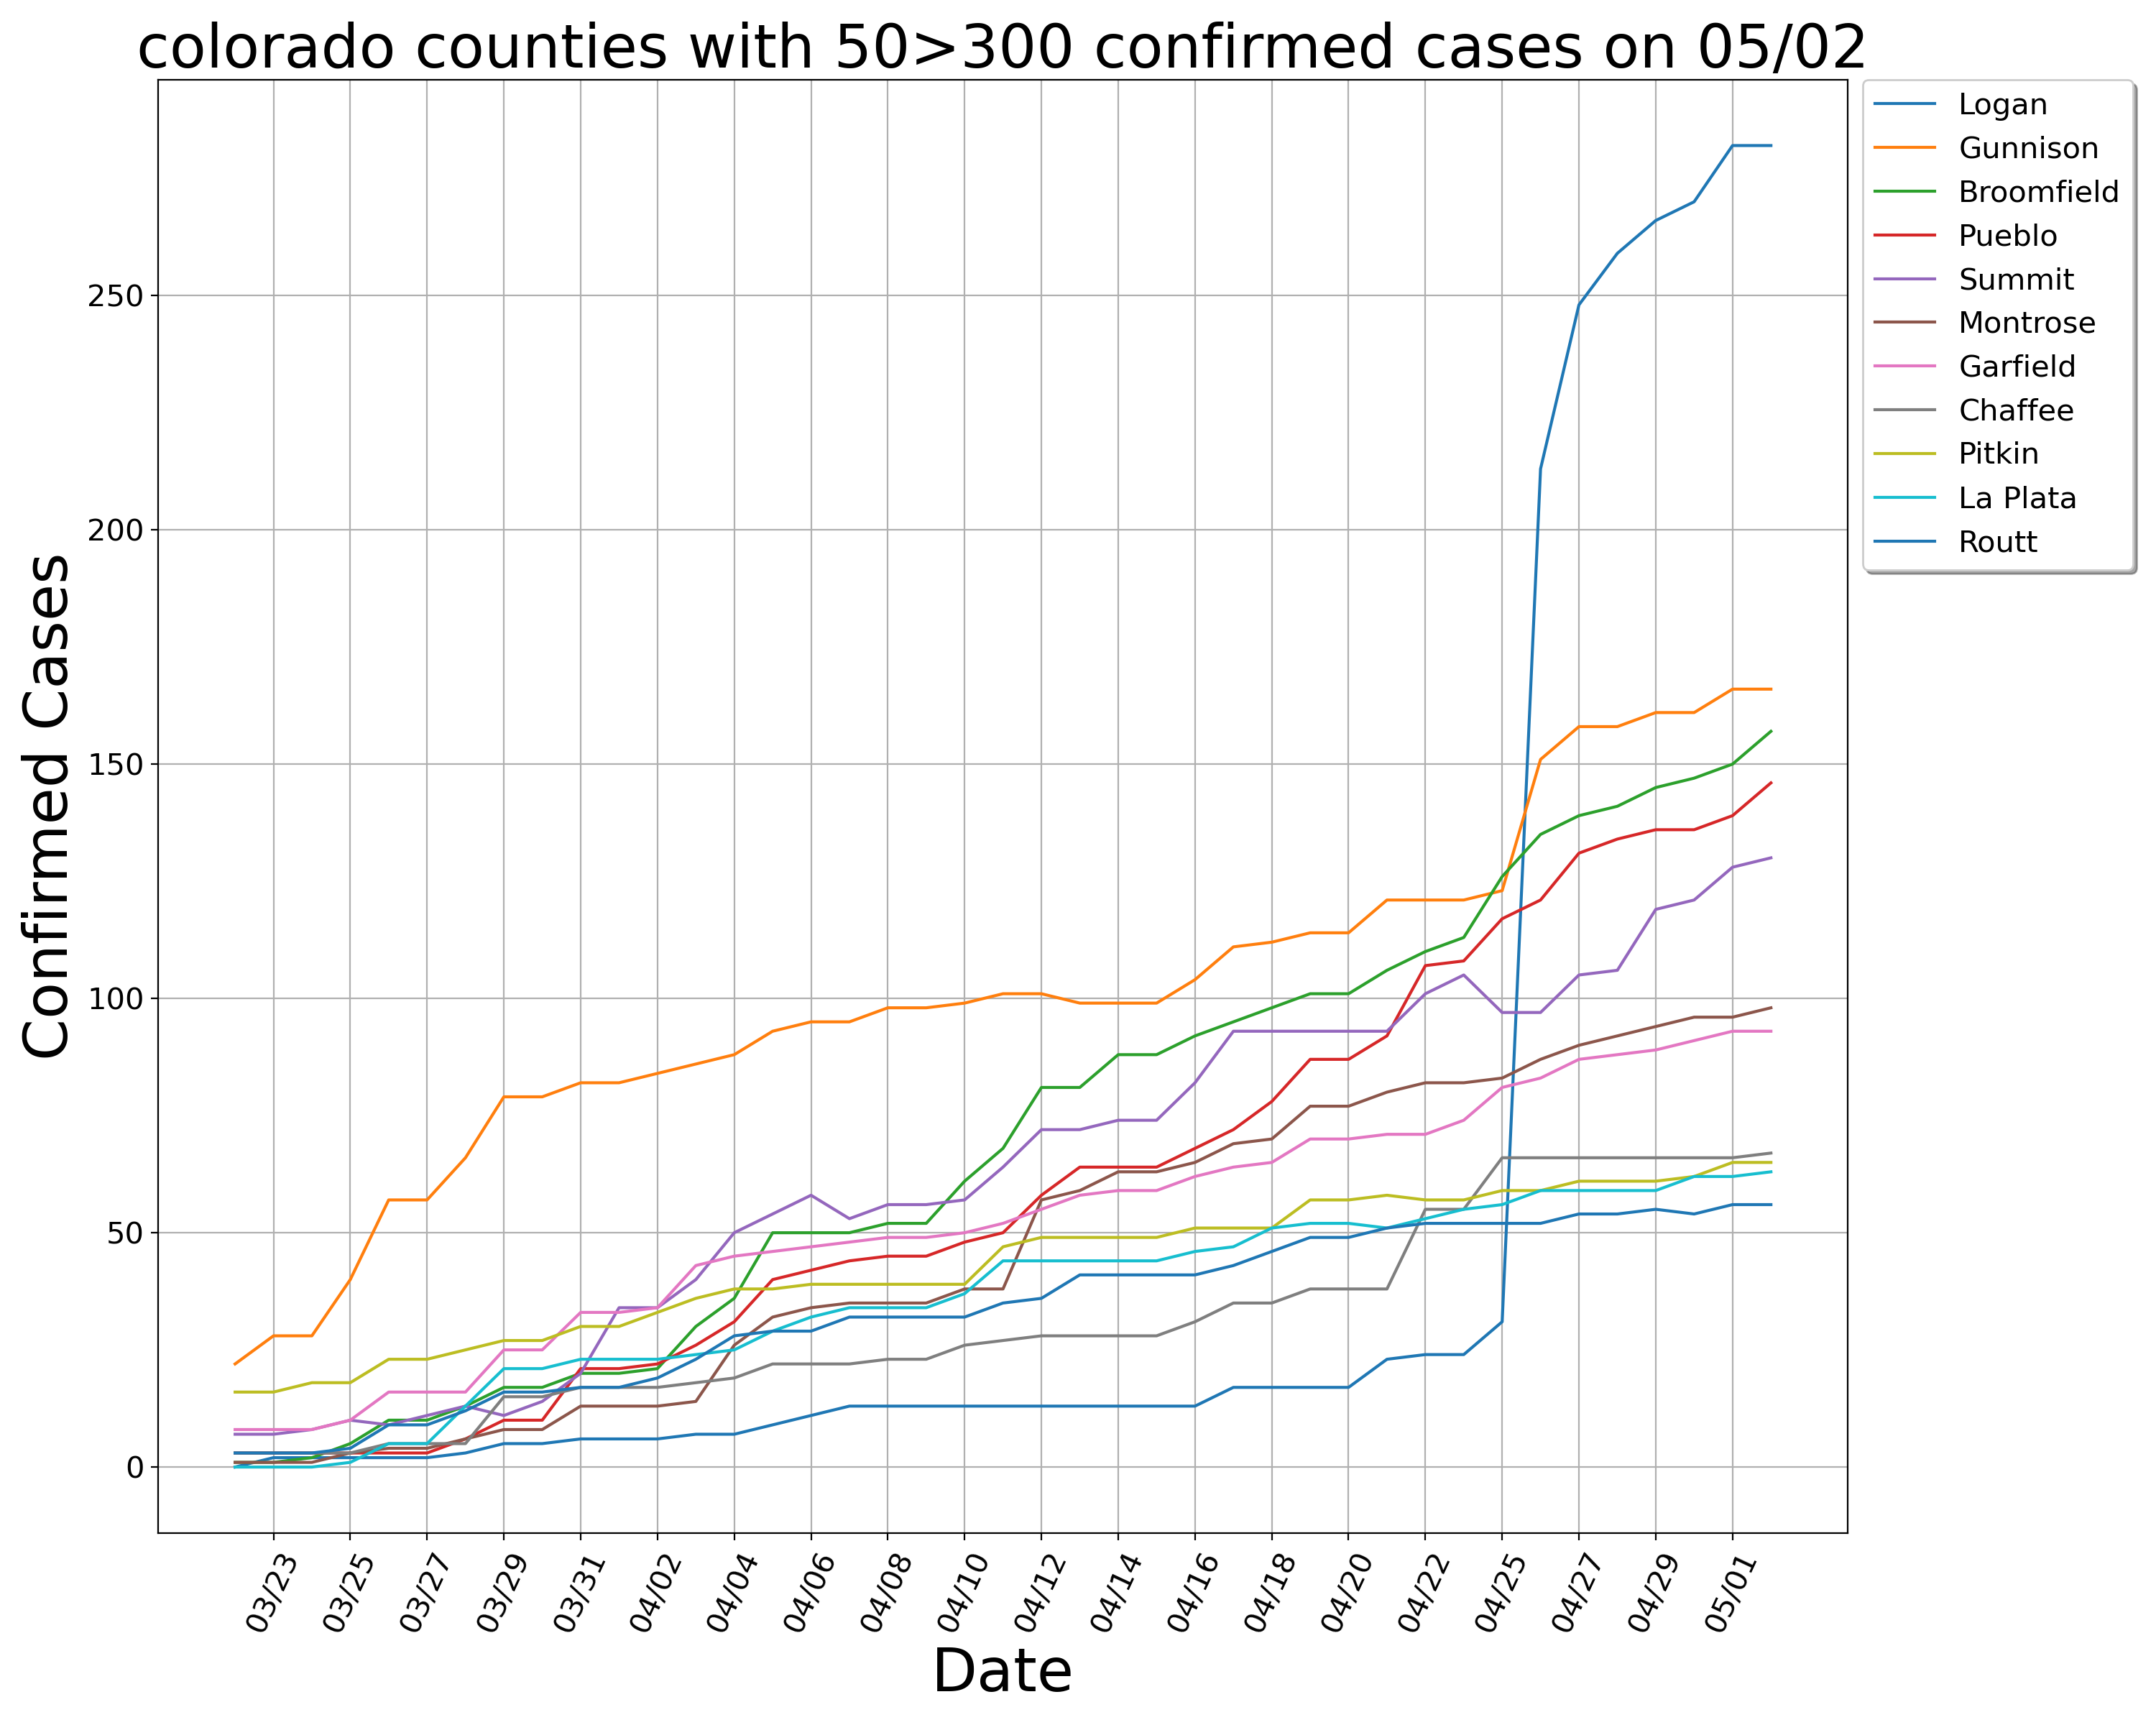 colorado counties with 50>300 confirmed cases on 05/02
Logan
Gunnison
Broomfield
Pueblo
Summit
Montrose
Garfield
Chaffee
Pitkin
La Plata
Routt
Confirmed Cases
250
200
150
100
50
0
03/23 03/25 03/27 03/29 03/31 04/02 04/04 04/06 04/08 04/10 04/12 04/14 04/16 04/18 04/20 04/22 04/25 04/27 04/29 05/01
Date